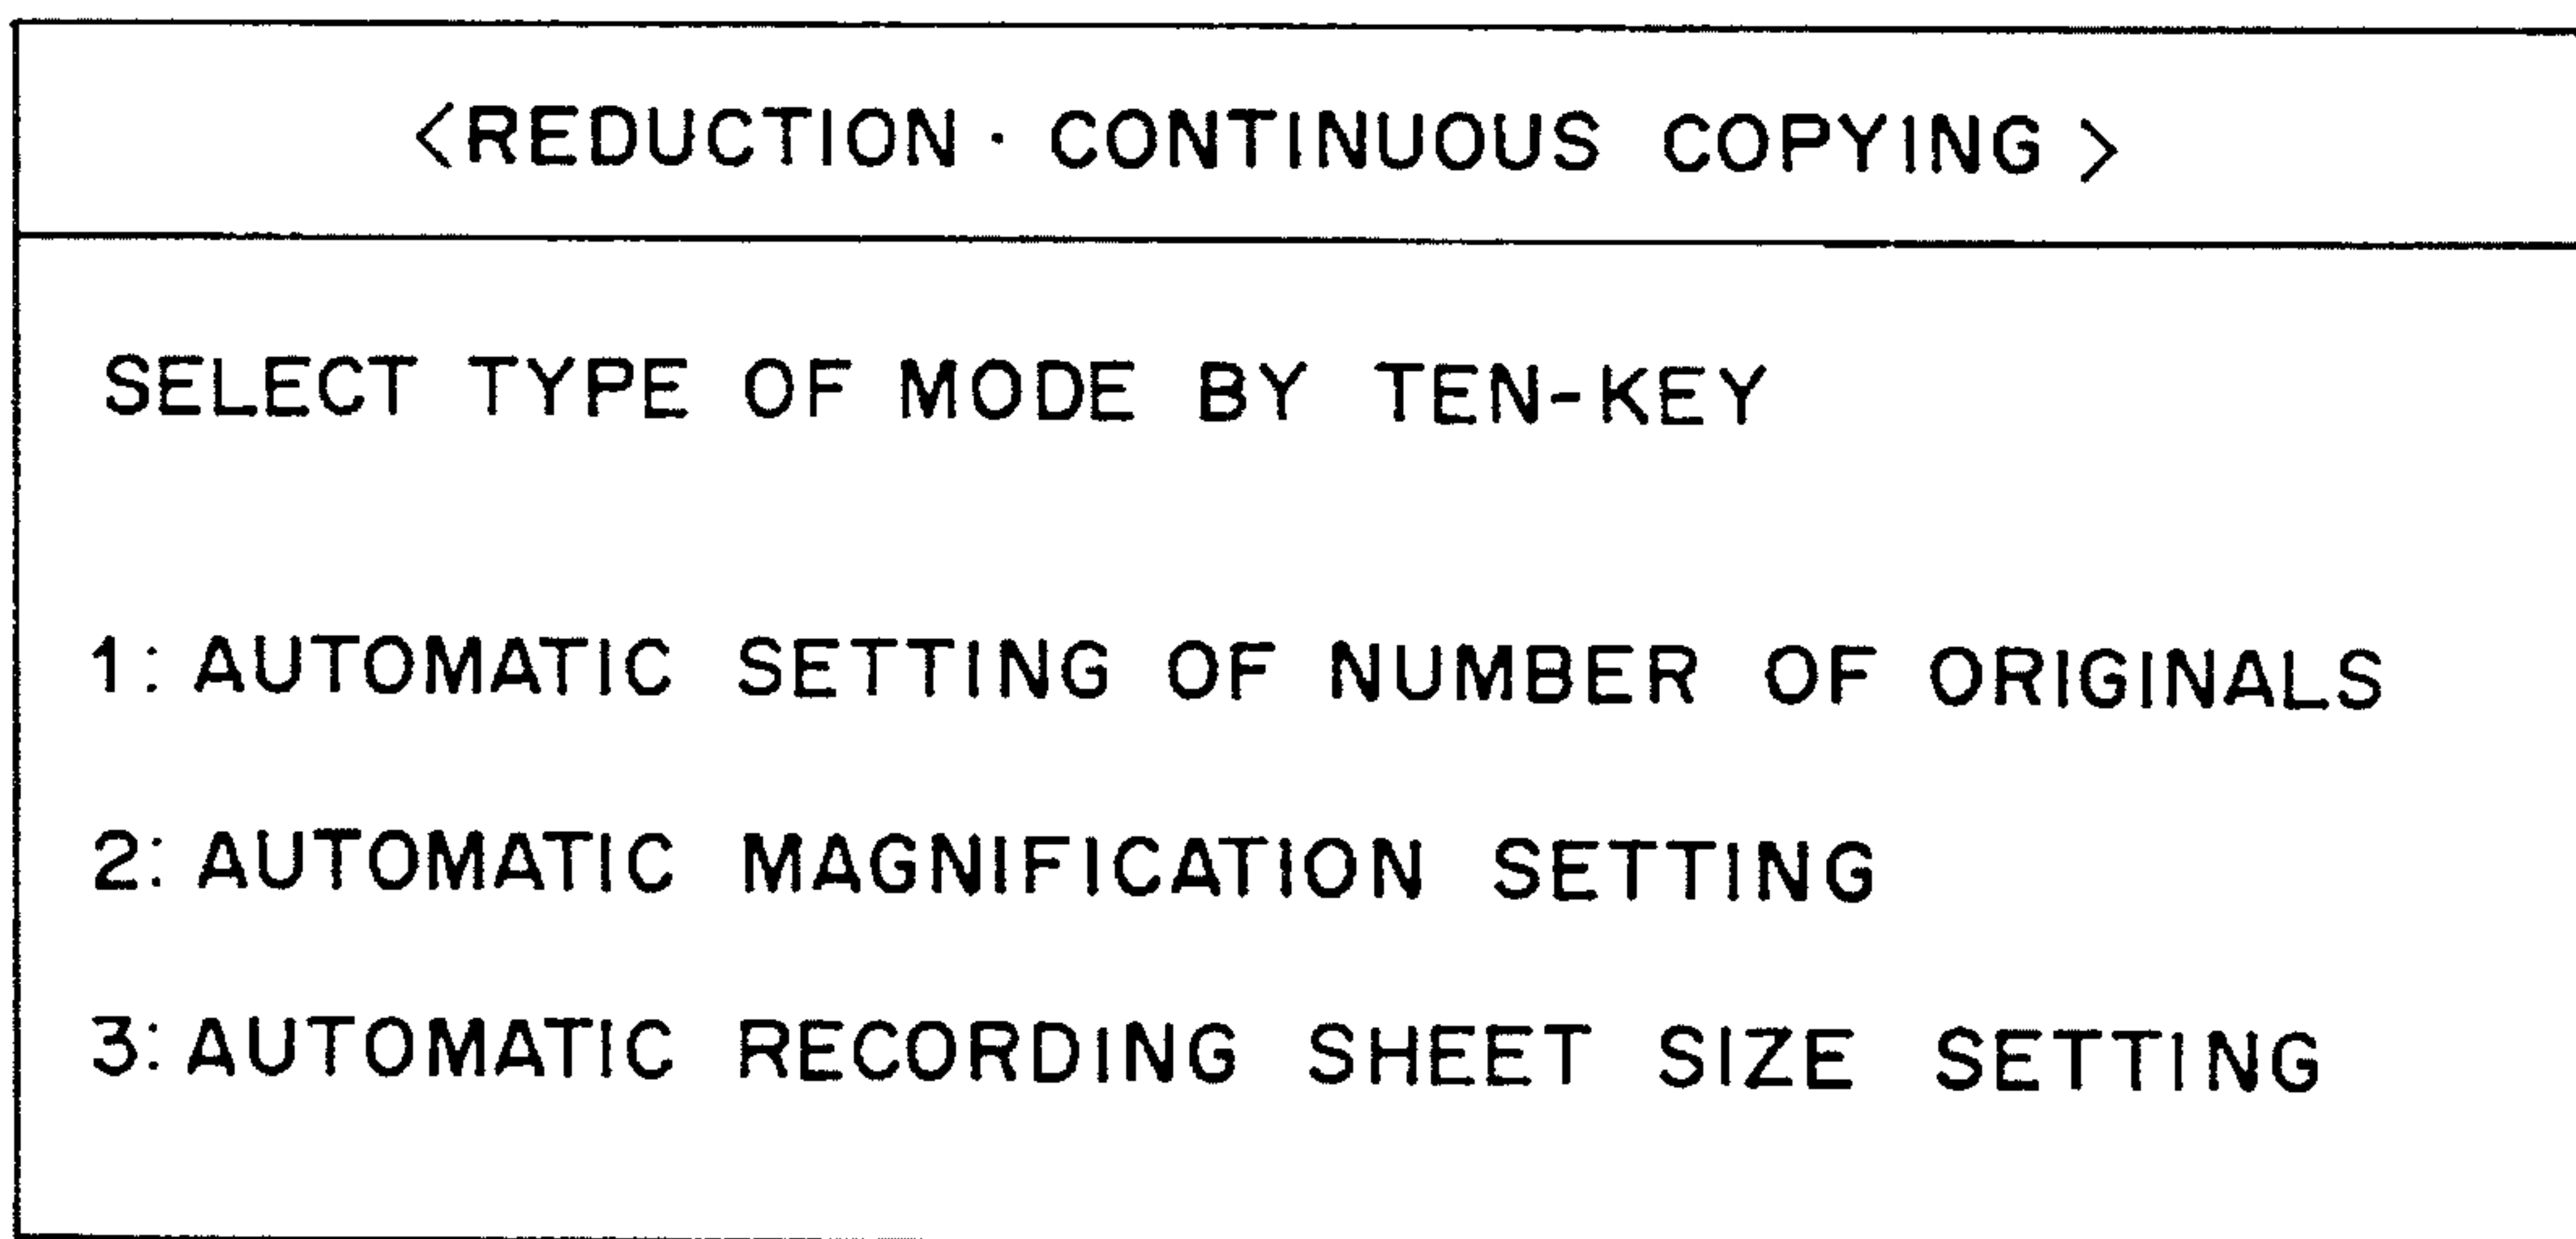 <REDUCTION · CONTINUOUS COPYING>
SELECT TYPE OF MODE BY TEN-KEY
1: AUTOMATIC SETTING OF NUMBER OF ORIGINALS
2: AUTOMATIC MAGNIFICATION SETTING
3: AUTOMATIC RECORDING SHEET SIZE SETTING